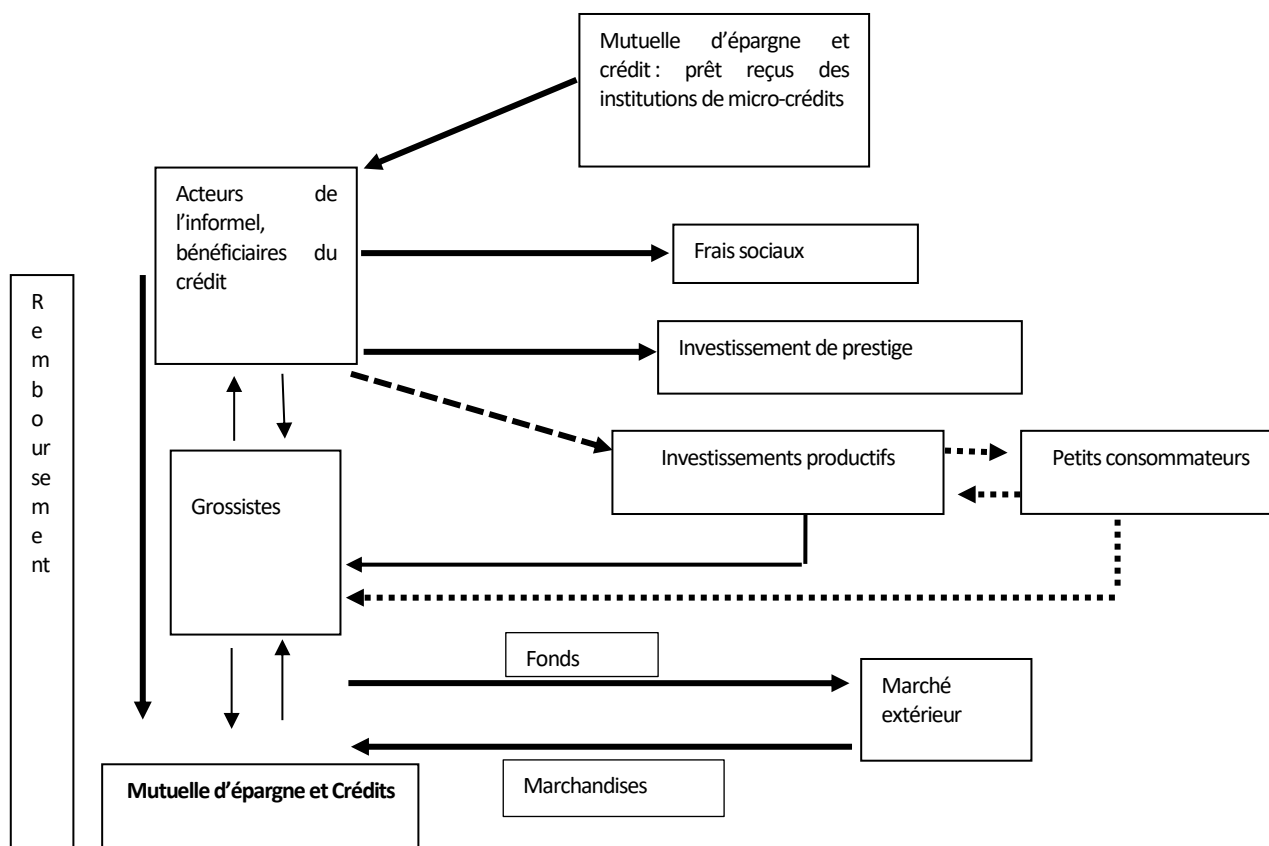 Mutuelle d'épargne et
crédit : prêt reçus des
institutions de micro-crédits
Acteurs de
l'informel,
bénéficiaires du
crédit
Frais sociaux
R
e
m
b
o
ur
se
m
e
nt
Investissement de prestige
Investissements productifs
Petits consommateurs
Grossistes
Fonds
Marché
extérieur
Marchandises
Mutuelle d'épargne et Crédits